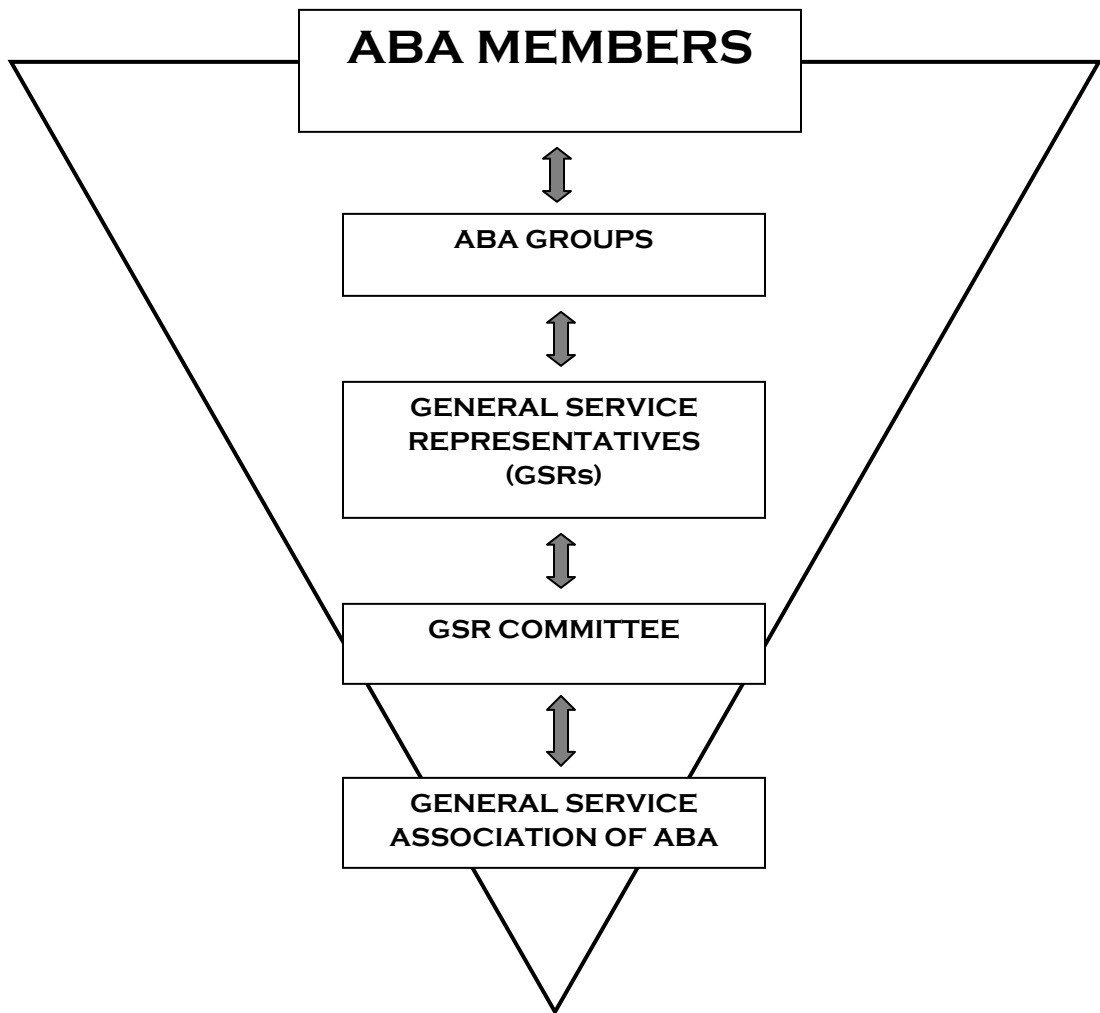 ABA MEMBERS
ABA GROUPS
GENERAL SERVICE
REPRESENTATIVES
(GSRs)
GSR COMMITTEE
GENERAL SERVICE
ASSOCIATION OF ABA